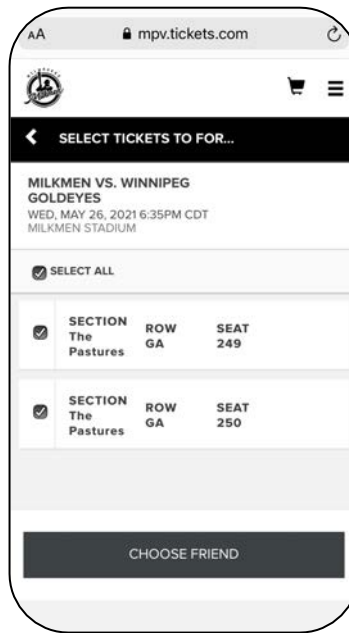 AA mpv.tickets.com
SELECT TICKETS TO FOR...
MILKMEN VS. WINNIPEG
GOLDEYES
WED, MAY 26, 2021 6:35PM CDT
MILKMEN STADIUM
SELECT ALL
SECTION ROW SEAT
The GA 249
Pastures
SECTION ROW SEAT
The GA 250
Pastures
CHOOSE FRIEND